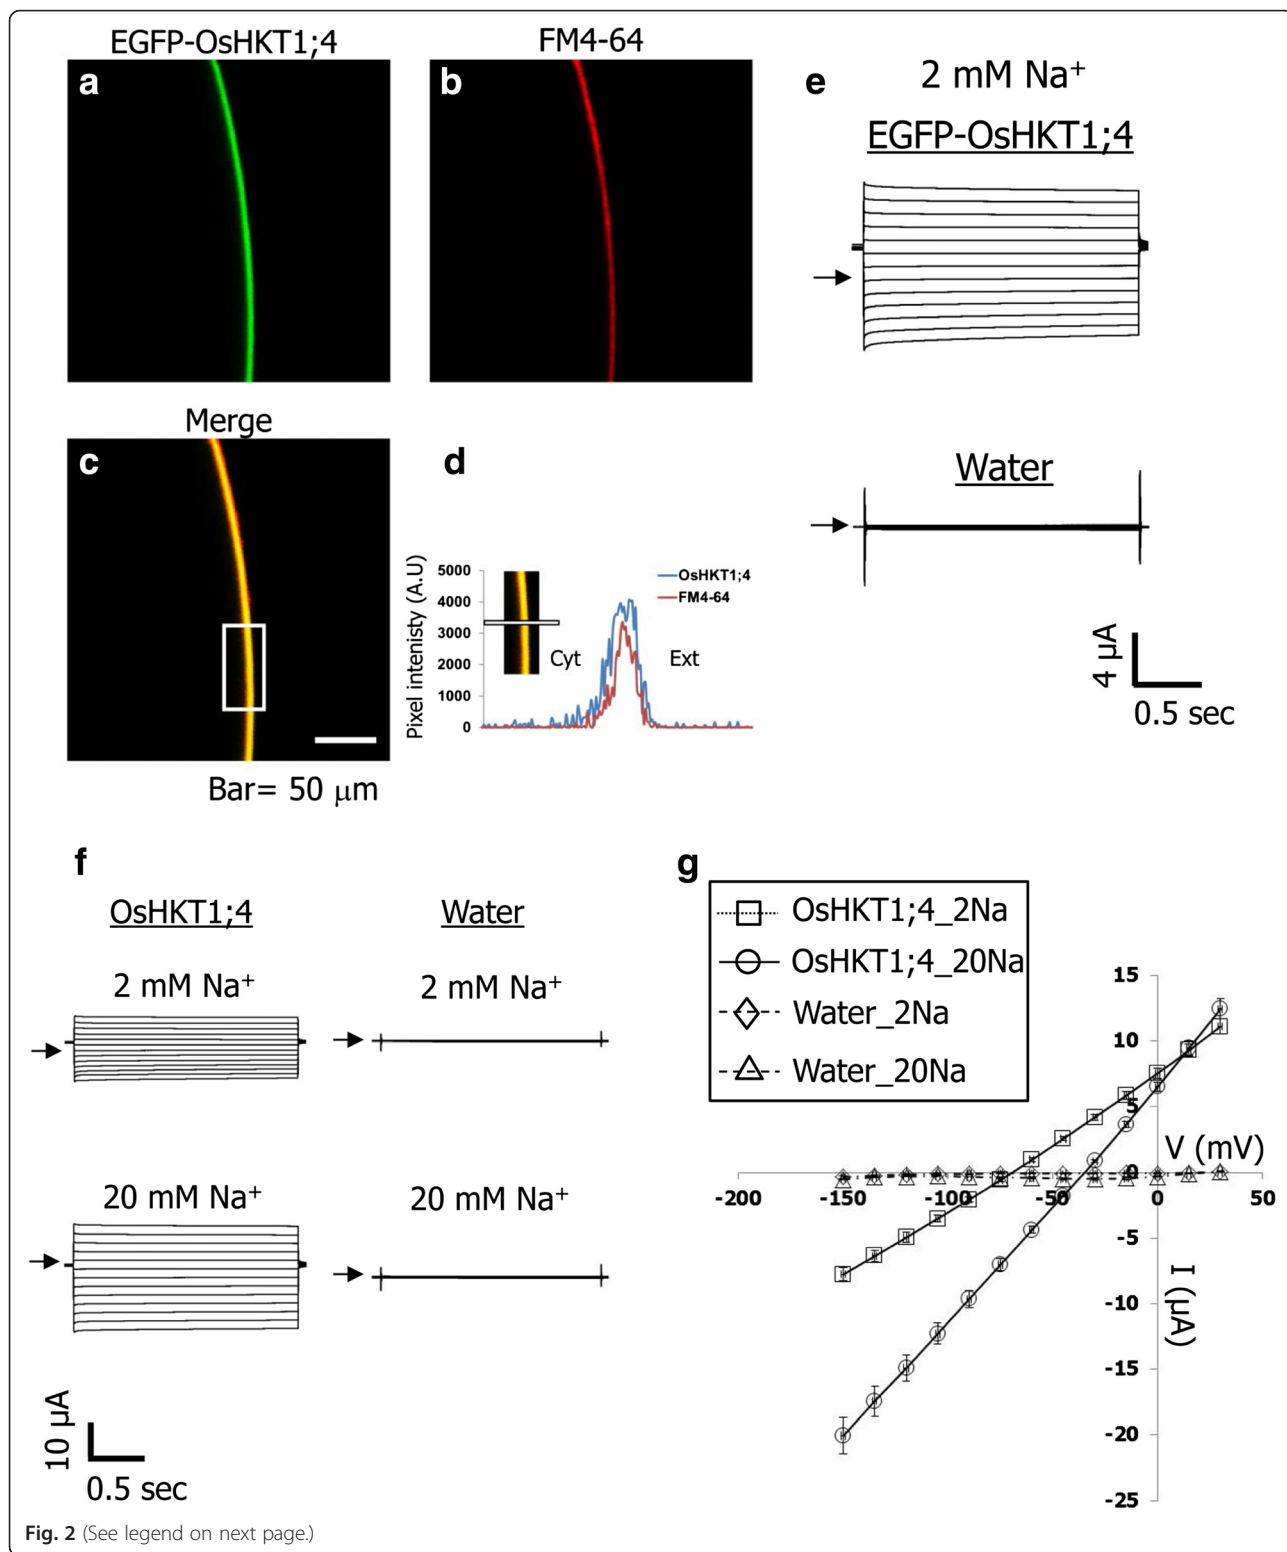 EGFP-OsHKT1;4
a
FM4-64
b
e
2 mM Na+
EGFP-OsHKT1;4
Merge
c
Bar= 50 μm
d
Pixel intenisty (A.U)
5000
4000
3000
2000
1000
0
OsHKT1;4
FM4-64
Cyt
Ext
Water
4 μA
0.5 sec
f
OsHKT1;4
Water
2 mM Na+
2 mM Na+
20 mM Na+
20 mM Na+
10 μA
0.5 sec
g
OsHKT1;4_2Na
OsHKT1;4_20Na
Water_2Na
Water_20Na
15
10
5
0
-5
-10
-15
-20
-25
V (mV)
-200
-150
-100
-50
0
50
I (μA)
Fig. 2 (See legend on next page.)